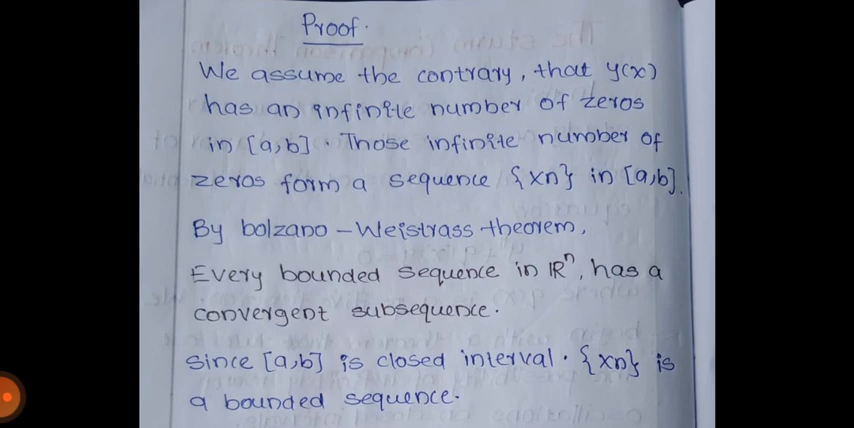 Proof.
We assume the contrary, that y(x)
has an infinite number of zeros
in [a,b]. Those infinite number of
zeros form a sequence {xn} in [a,b].
By bolzano - Weistrass theorem,
Every bounded sequence in ℝⁿ, has a
convergent subsequence.
Since [a,b] is closed interval. {xn} is
a bounded sequence.